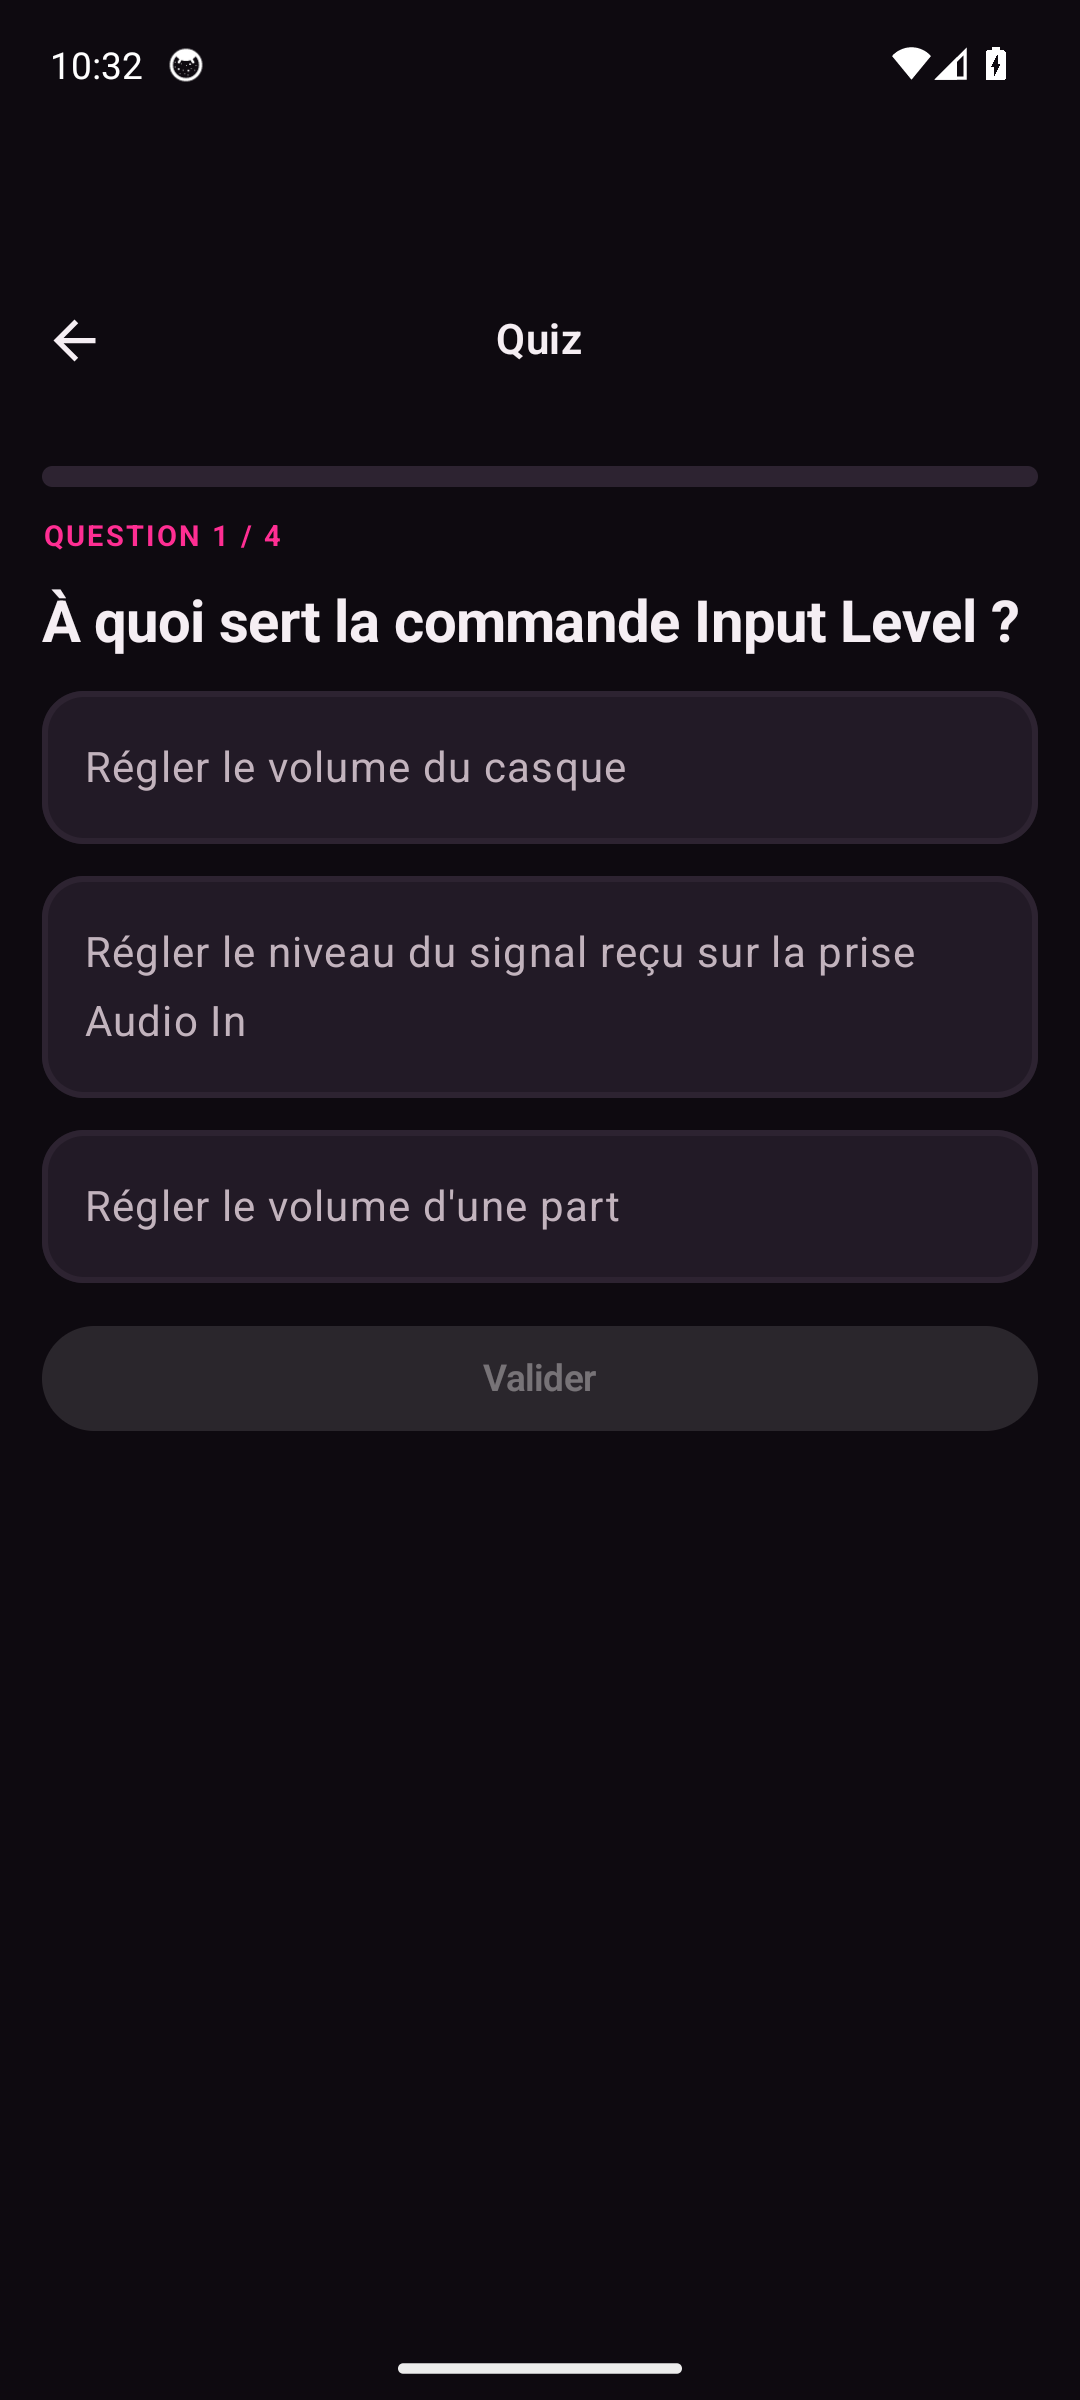 10:32
Quiz
QUESTION 1 / 4
À quoi sert la commande Input Level ?
Régler le volume du casque
Régler le niveau du signal reçu sur la prise
Audio In
Régler le volume d'une part
Valider